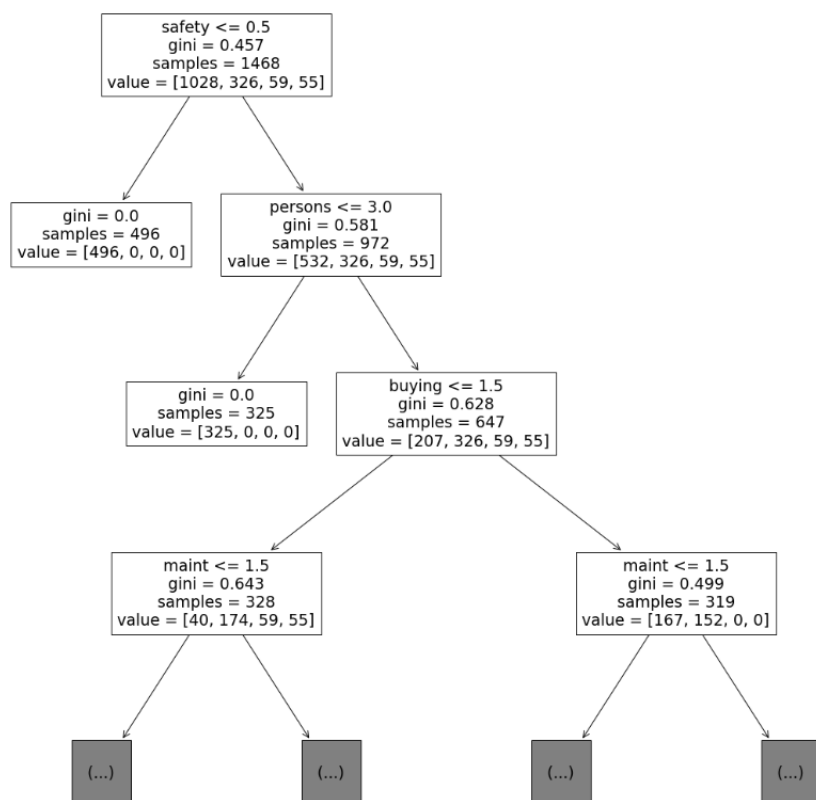 safety <= 0.5
gini = 0.457
samples = 1468
value = [1028, 326, 59, 55]
gini = 0.0
samples = 496
value = [496, 0, 0, 0]
persons <= 3.0
gini = 0.581
samples = 972
value = [532, 326, 59, 55]
gini = 0.0
samples = 325
value = [325, 0, 0, 0]
buying <= 1.5
gini = 0.628
samples = 647
value = [207, 326, 59, 55]
maint <= 1.5
gini = 0.643
samples = 328
value = [40, 174, 59, 55]
maint <= 1.5
gini = 0.499
samples = 319
value = [167, 152, 0, 0]
(...)
(...)
(...)
(...)